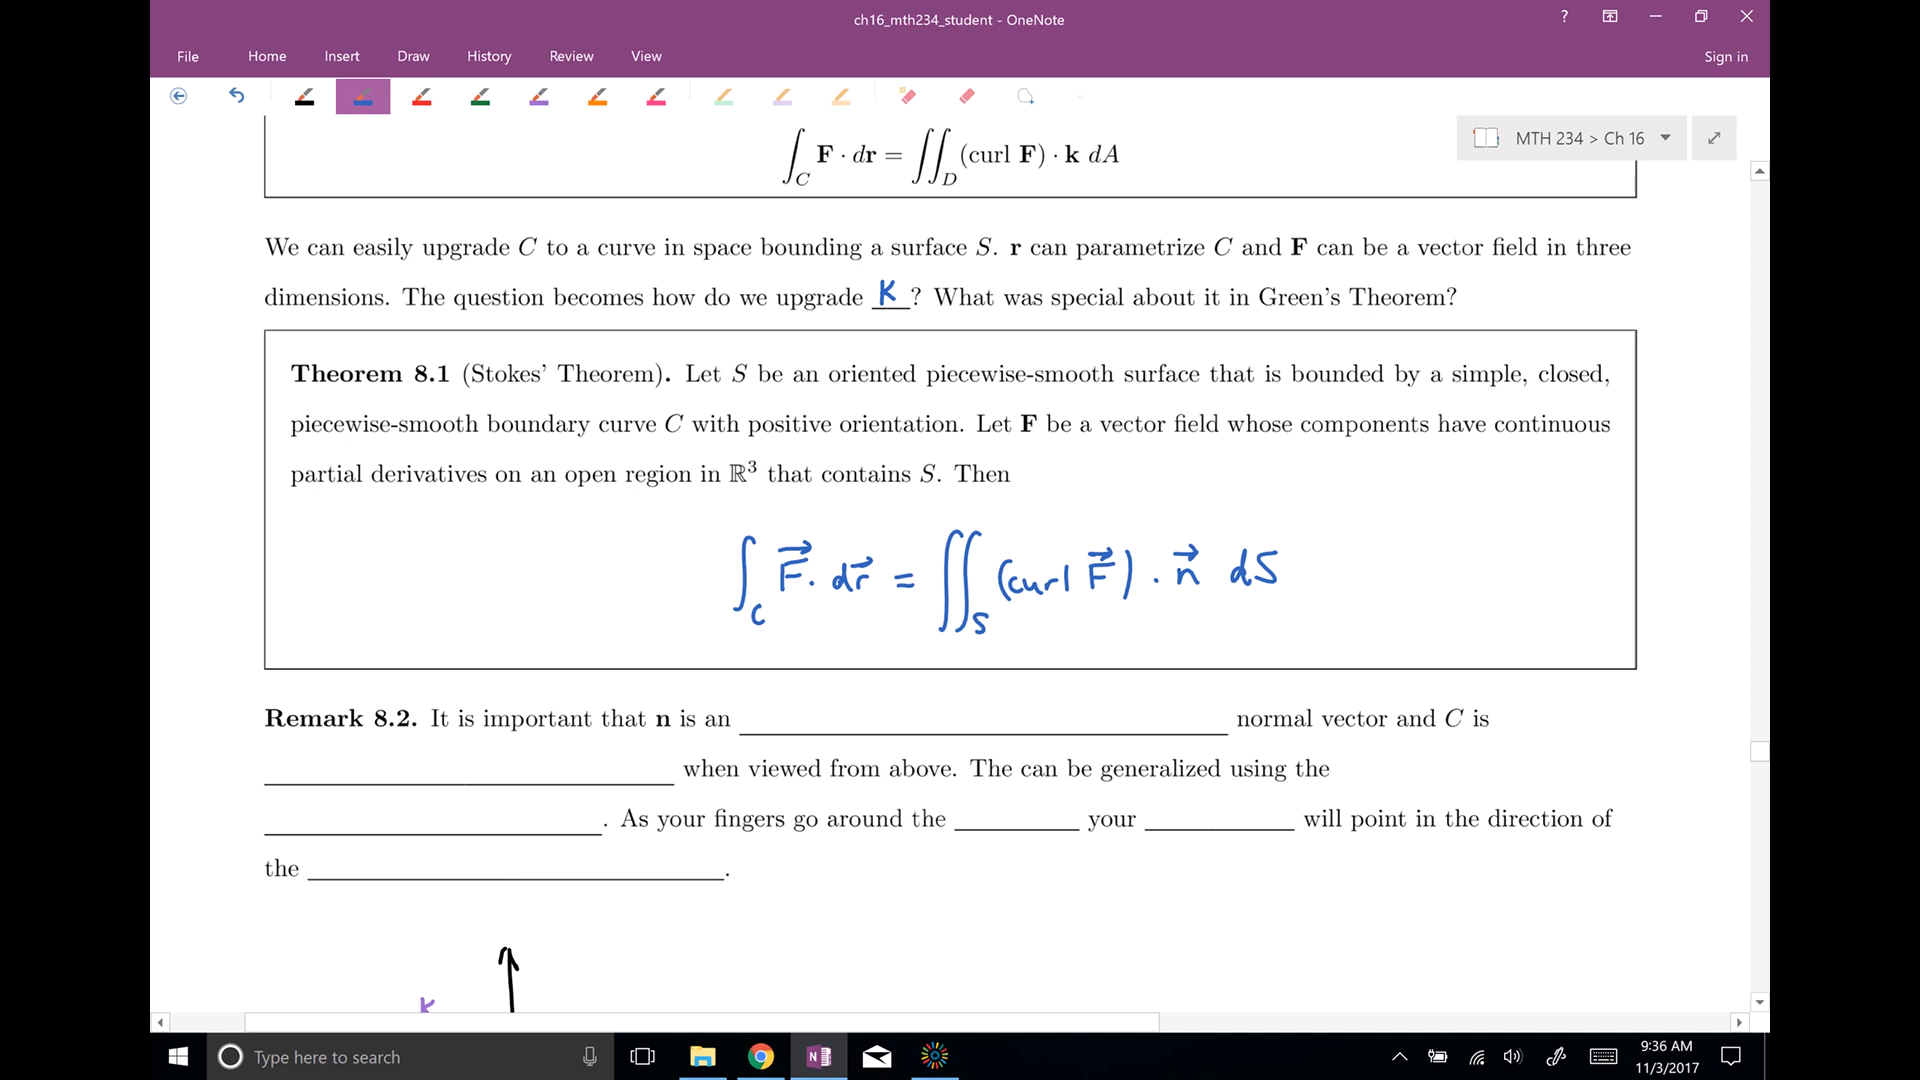 ch16_mth234_student - OneNote
?
File Home Insert Draw History Review View Sign in
MTH 234 > Ch 16
∫_C F · dr = ∬_D (curl F) · k dA
We can easily upgrade C to a curve in space bounding a surface S. r can parametrize C and F can be a vector field in three
dimensions. The question becomes how do we upgrade K? What was special about it in Green's Theorem?
Theorem 8.1 (Stokes' Theorem). Let S be an oriented piecewise-smooth surface that is bounded by a simple, closed,
piecewise-smooth boundary curve C with positive orientation. Let F be a vector field whose components have continuous
partial derivatives on an open region in ℝ³ that contains S. Then
∫_C F⃗ · dr⃗ = ∬_S (curl F⃗) · n⃗ dS
Remark 8.2. It is important that n is an ________ normal vector and C is
________ when viewed from above. The can be generalized using the
________. As your fingers go around the ________ your ________ will point in the direction of
the ________.
k
Type here to search
9:36 AM
11/3/2017